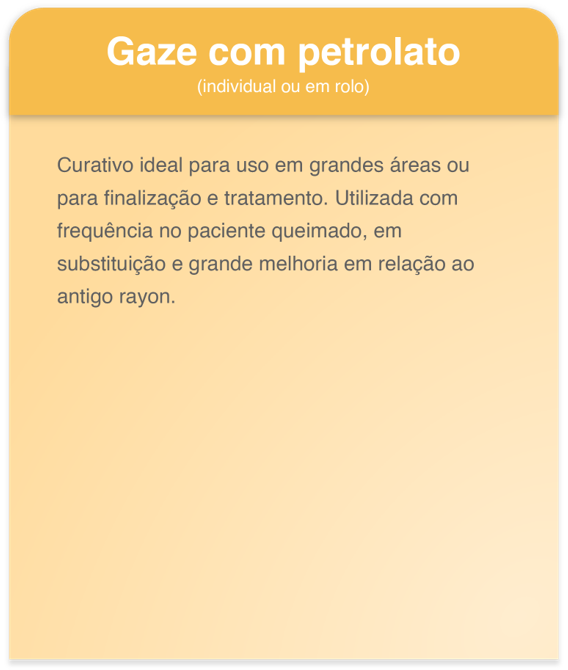 Gaze com petrolato
(individual ou em rolo)
Curativo ideal para uso em grandes áreas ou
para finalização e tratamento. Utilizada com
frequência no paciente queimado, em
substituição e grande melhoria em relação ao
antigo rayon.